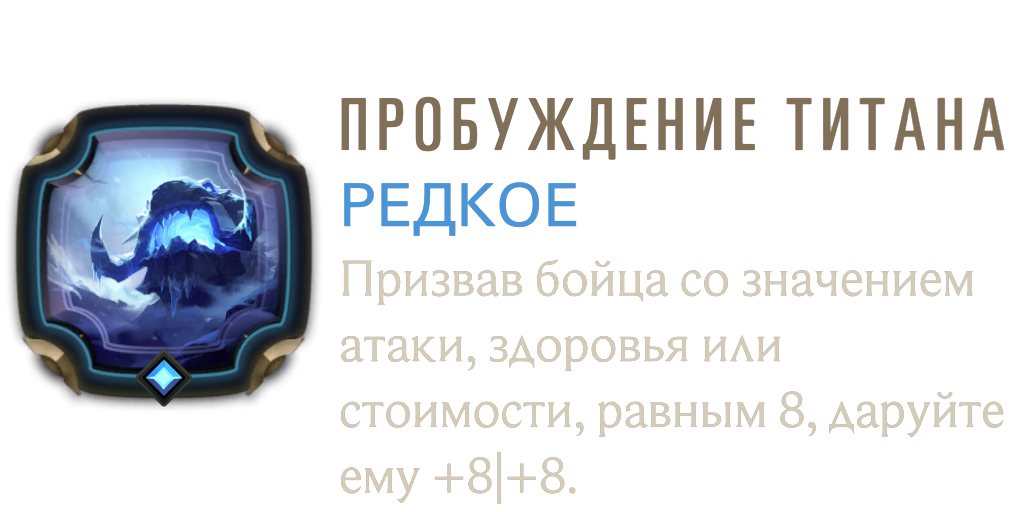 ПРОБУЖДЕНИЕ ТИТАНА
РЕДКОЕ
Призвав бойца со значением
атаки, здоровья или
стоимости, равным 8, даруйте
ему +8|+8.